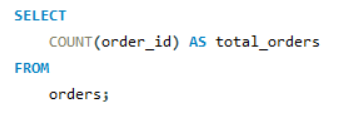 SELECT
    COUNT(order_id) AS total_orders
FROM
    orders;